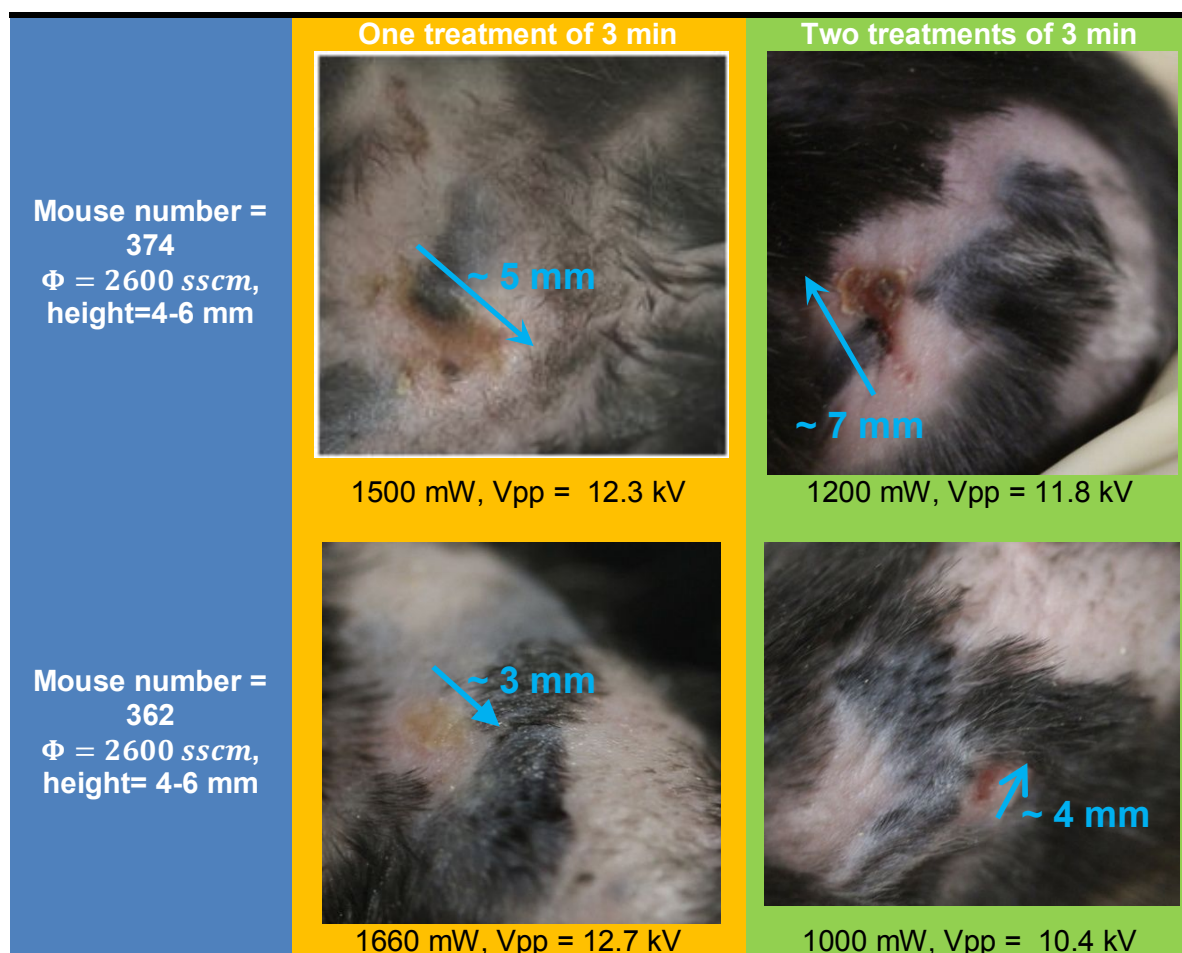 One treatment of 3 min
Two treatments of 3 min
Mouse number =
374
Φ = 2600 sscm,
height=4-6 mm
~ 5 mm
~ 7 mm
1500 mW, Vpp = 12.3 kV
1200 mW, Vpp = 11.8 kV
Mouse number =
362
Φ = 2600 sscm,
height= 4-6 mm
~ 3 mm
~ 4 mm
1660 mW, Vpp = 12.7 kV
1000 mW, Vpp = 10.4 kV